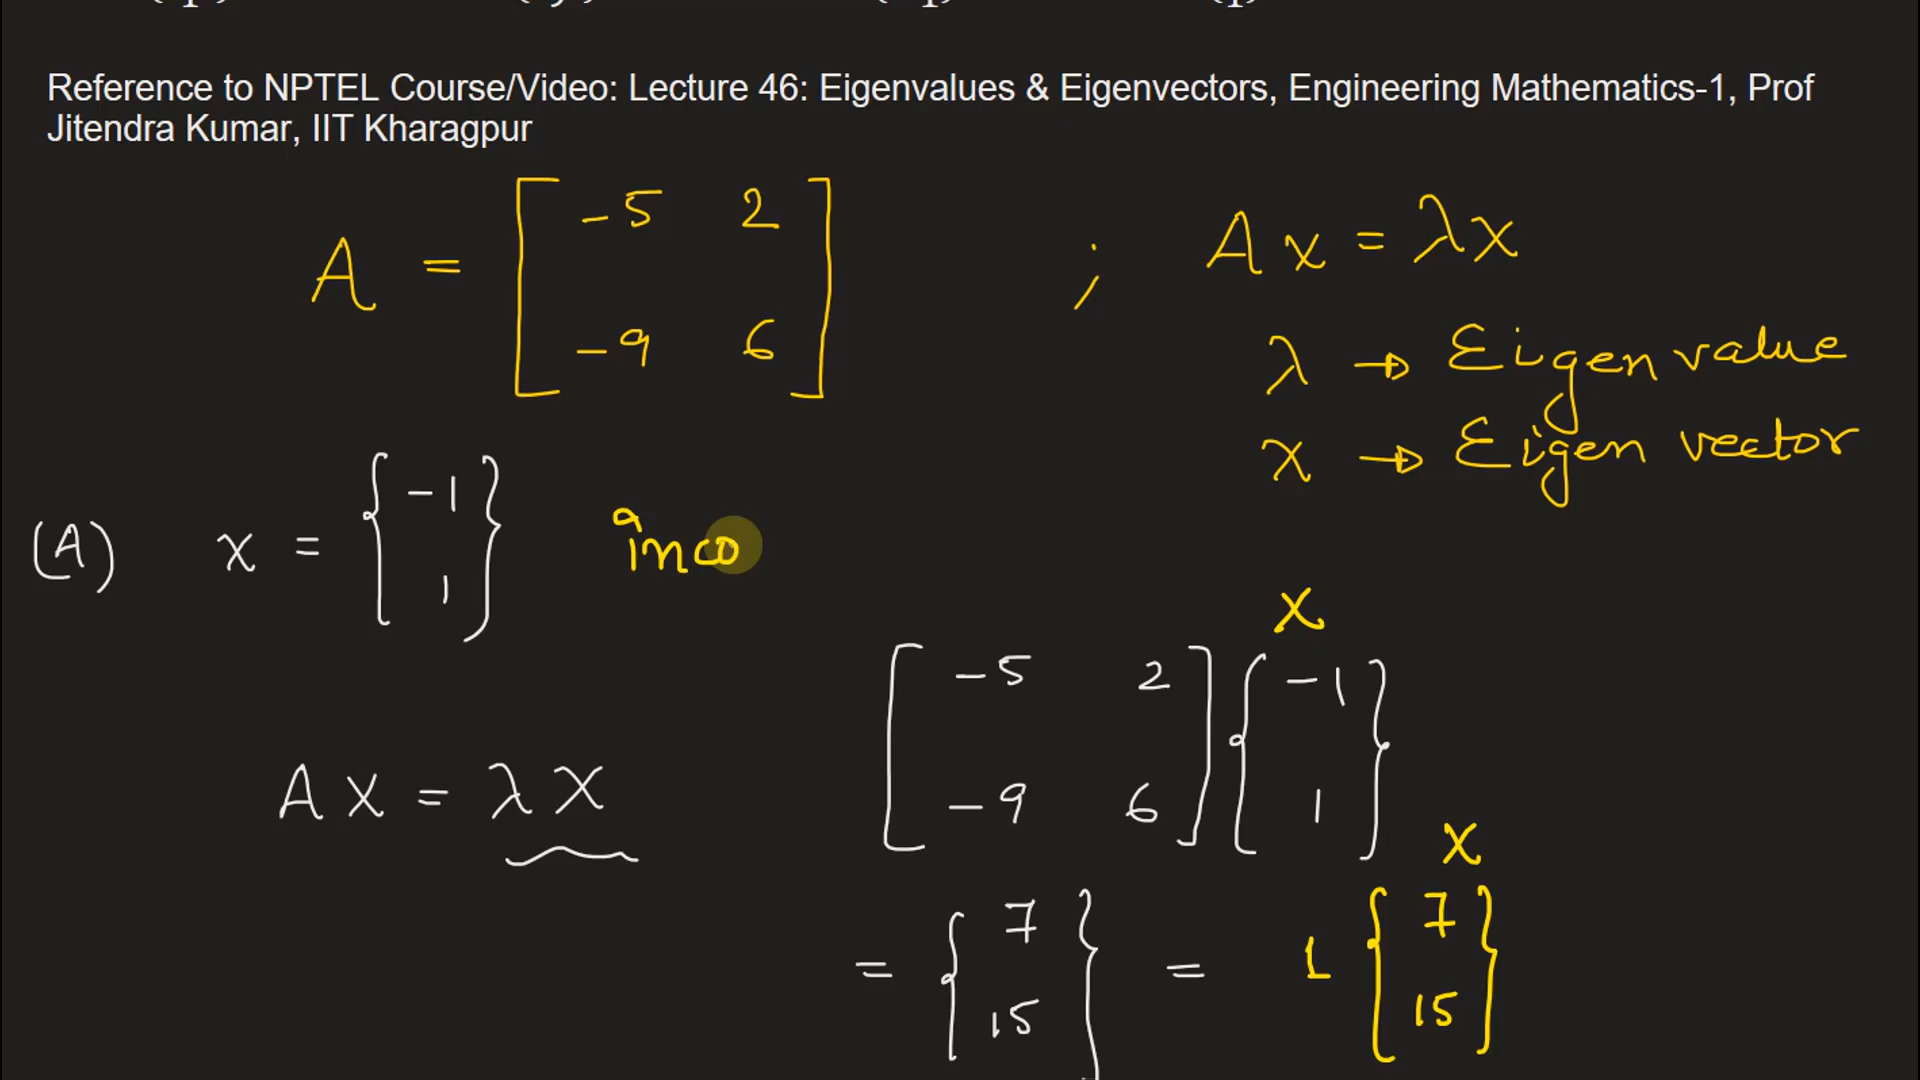 Reference to NPTEL Course/Video: Lecture 46: Eigenvalues & Eigenvectors, Engineering Mathematics-1, Prof
Jitendra Kumar, IIT Kharagpur
A = [ -5 2
-9 6 ] ; Ax = λx
λ → Eigen value
x → Eigen vector
(A) x = { -1
1 } inco
AX = λX
X
[ -5 2
-9 6 ] { -1
1 }
X
= { 7
15 } = 1 { 7
15 }